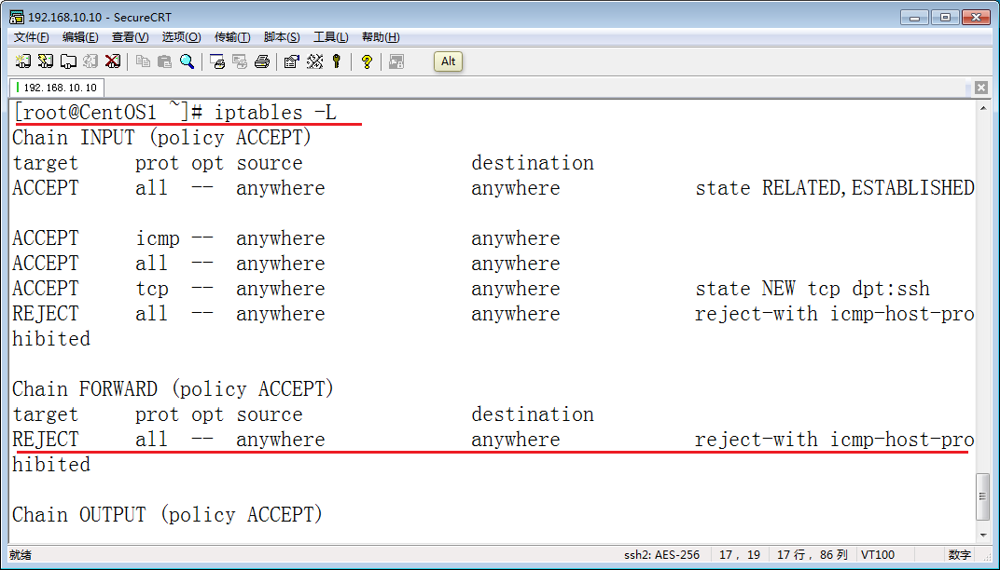 192.168.10.10 - SecureCRT
文件(F) 编辑(E) 查看(V) 选项(O) 传输(T) 脚本(S) 工具(L) 帮助(H)
Alt
192.168.10.10
[root@CentOS1 ~]# iptables -L
Chain INPUT (policy ACCEPT)
target prot opt source destination
ACCEPT all -- anywhere anywhere state RELATED,ESTABLISHED
ACCEPT icmp -- anywhere anywhere
ACCEPT all -- anywhere anywhere
ACCEPT tcp -- anywhere anywhere state NEW tcp dpt:ssh
REJECT all -- anywhere anywhere reject-with icmp-host-pro
hibited
Chain FORWARD (policy ACCEPT)
target prot opt source destination
REJECT all -- anywhere anywhere reject-with icmp-host-pro
hibited
Chain OUTPUT (policy ACCEPT)
就绪 ssh2: AES-256 17, 19 17 行, 86 列 VT100 数字